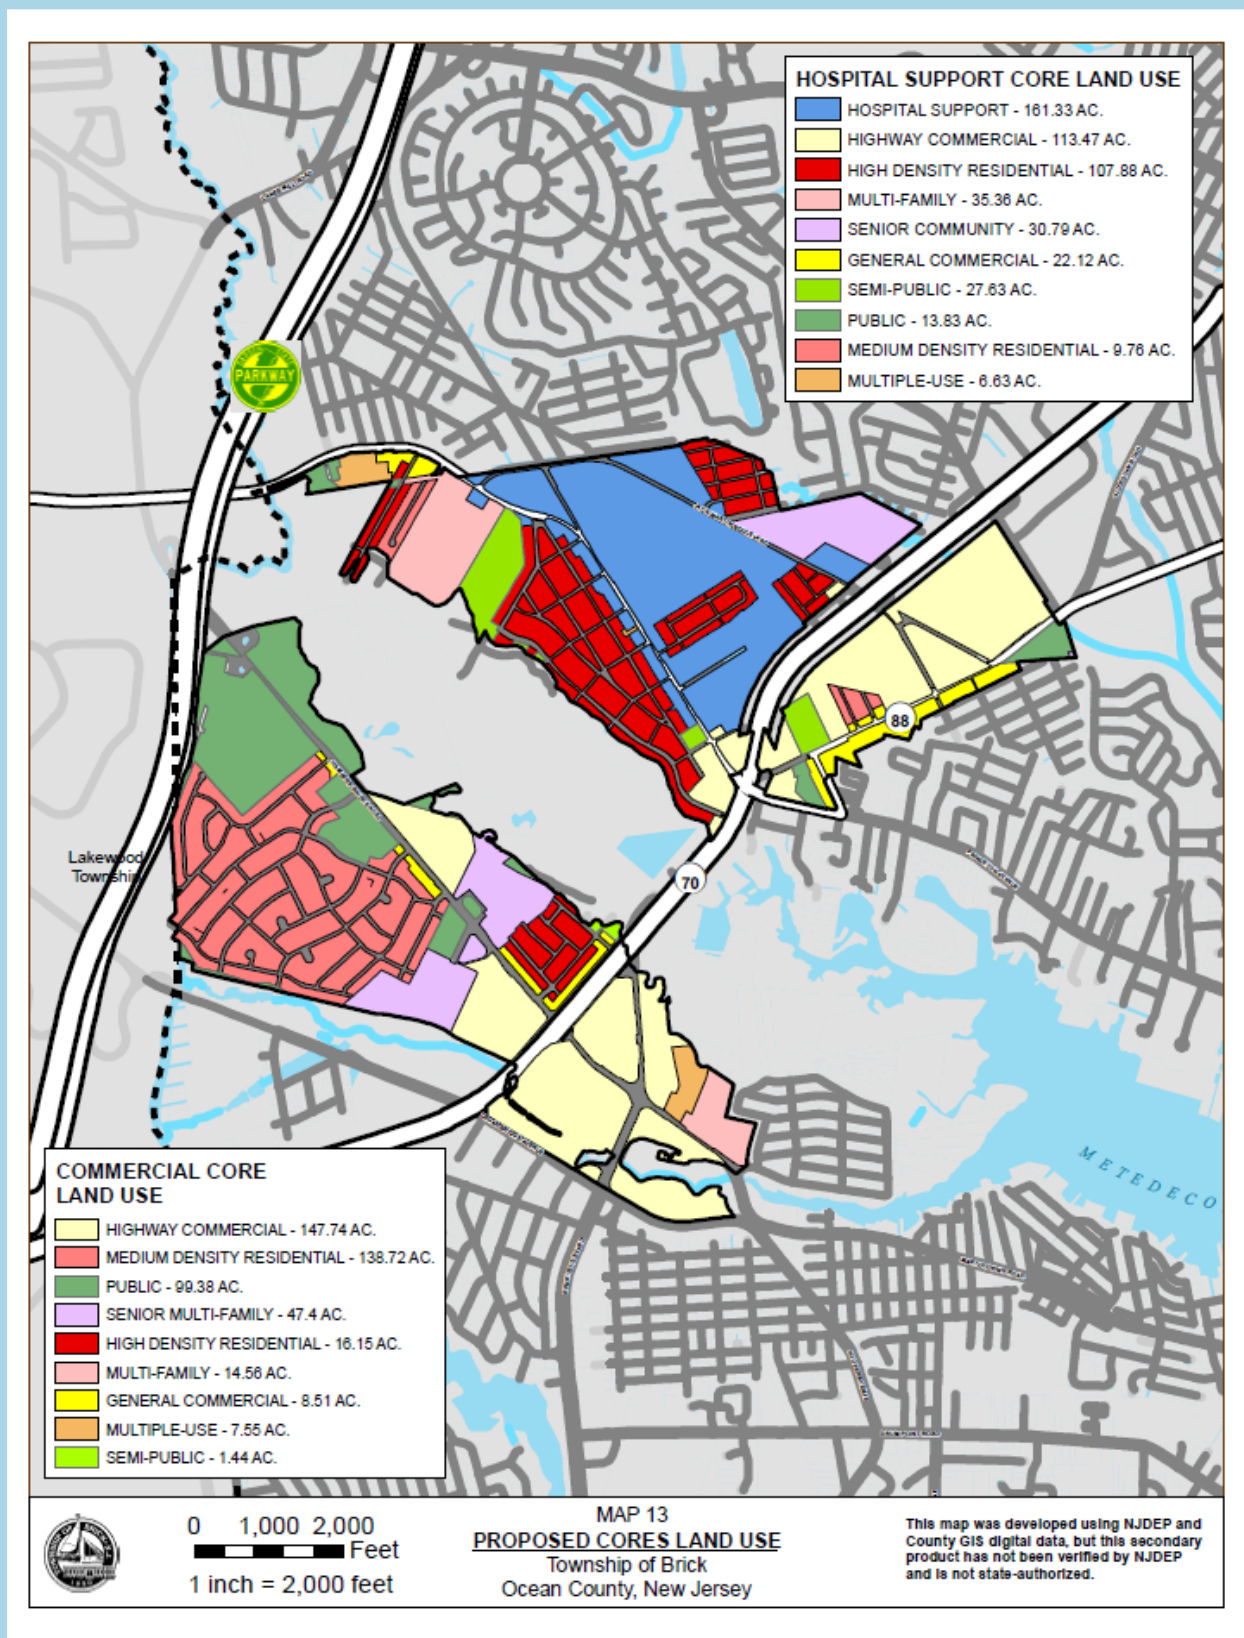 HOSPITAL SUPPORT CORE LAND USE
HOSPITAL SUPPORT - 161.33 AC.
HIGHWAY COMMERCIAL - 113.47 AC.
HIGH DENSITY RESIDENTIAL - 107.88 AC.
MULTI-FAMILY - 35.36 AC.
SENIOR COMMUNITY - 30.79 AC.
GENERAL COMMERCIAL - 22.12 AC.
SEMI-PUBLIC - 27.63 AC.
PUBLIC - 13.83 AC.
MEDIUM DENSITY RESIDENTIAL - 9.76 AC.
MULTIPLE-USE - 6.63 AC.
PARKWAY
88
70
Lakewood
Township
METEDECO
COMMERCIAL CORE
LAND USE
HIGHWAY COMMERCIAL - 147.74 AC.
MEDIUM DENSITY RESIDENTIAL - 138.72 AC.
PUBLIC - 99.38 AC.
SENIOR MULTI-FAMILY - 47.4 AC.
HIGH DENSITY RESIDENTIAL - 16.15 AC.
MULTI-FAMILY - 14.56 AC.
GENERAL COMMERCIAL - 8.51 AC.
MULTIPLE-USE - 7.55 AC.
SEMI-PUBLIC - 1.44 AC.
0 1,000 2,000
Feet
1 inch = 2,000 feet
MAP 13
PROPOSED CORES LAND USE
Township of Brick
Ocean County, New Jersey
This map was developed using NJDEP and
County GIS digital data, but this secondary
product has not been verified by NJDEP
and is not state-authorized.